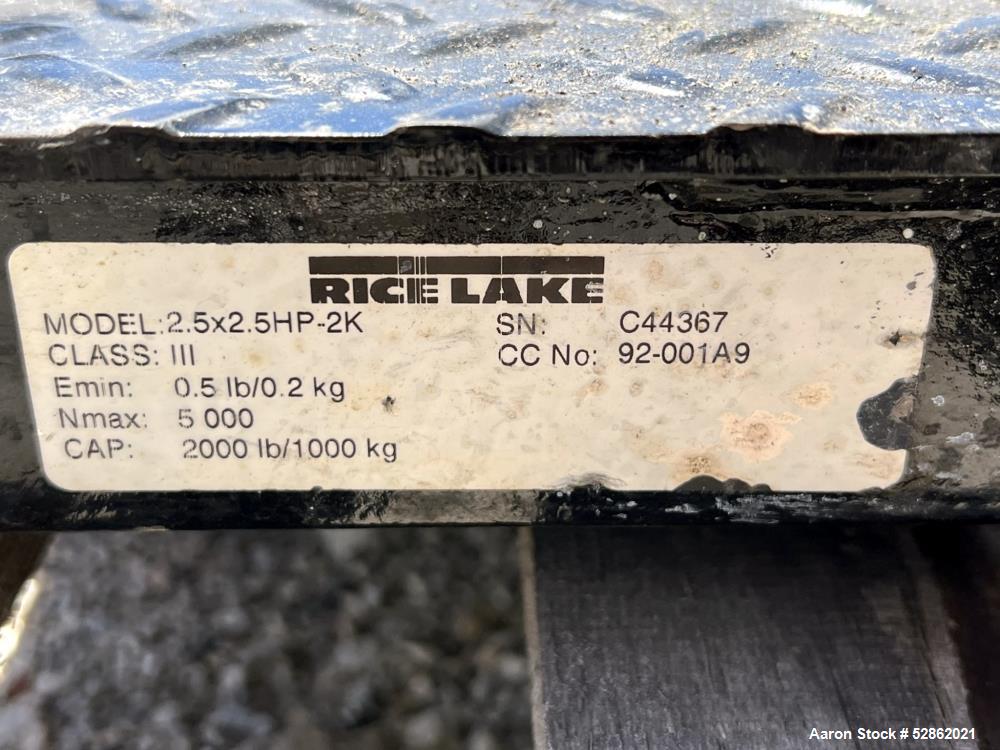 RICE LAKE
MODEL: 2.5x2.5HP-2K SN: C44367
CLASS: III CC No: 92-001A9
Emin: 0.5 lb/0.2 kg
Nmax: 5 000
CAP: 2000 lb/1000 kg
Aaron Stock # 52862021